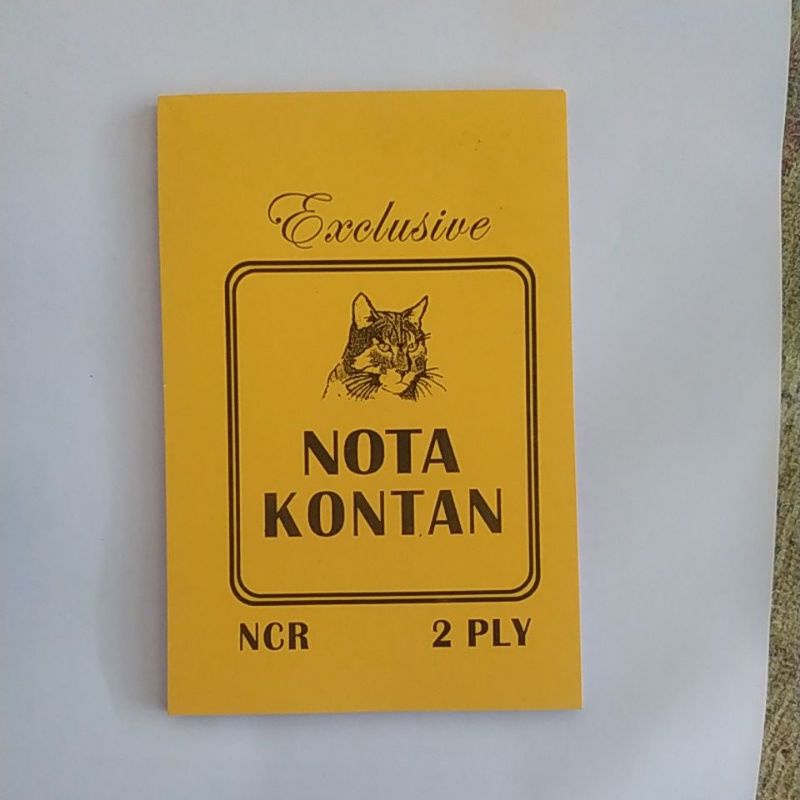 Exclusive
NOTA
KONTAN
NCR 2 PLY